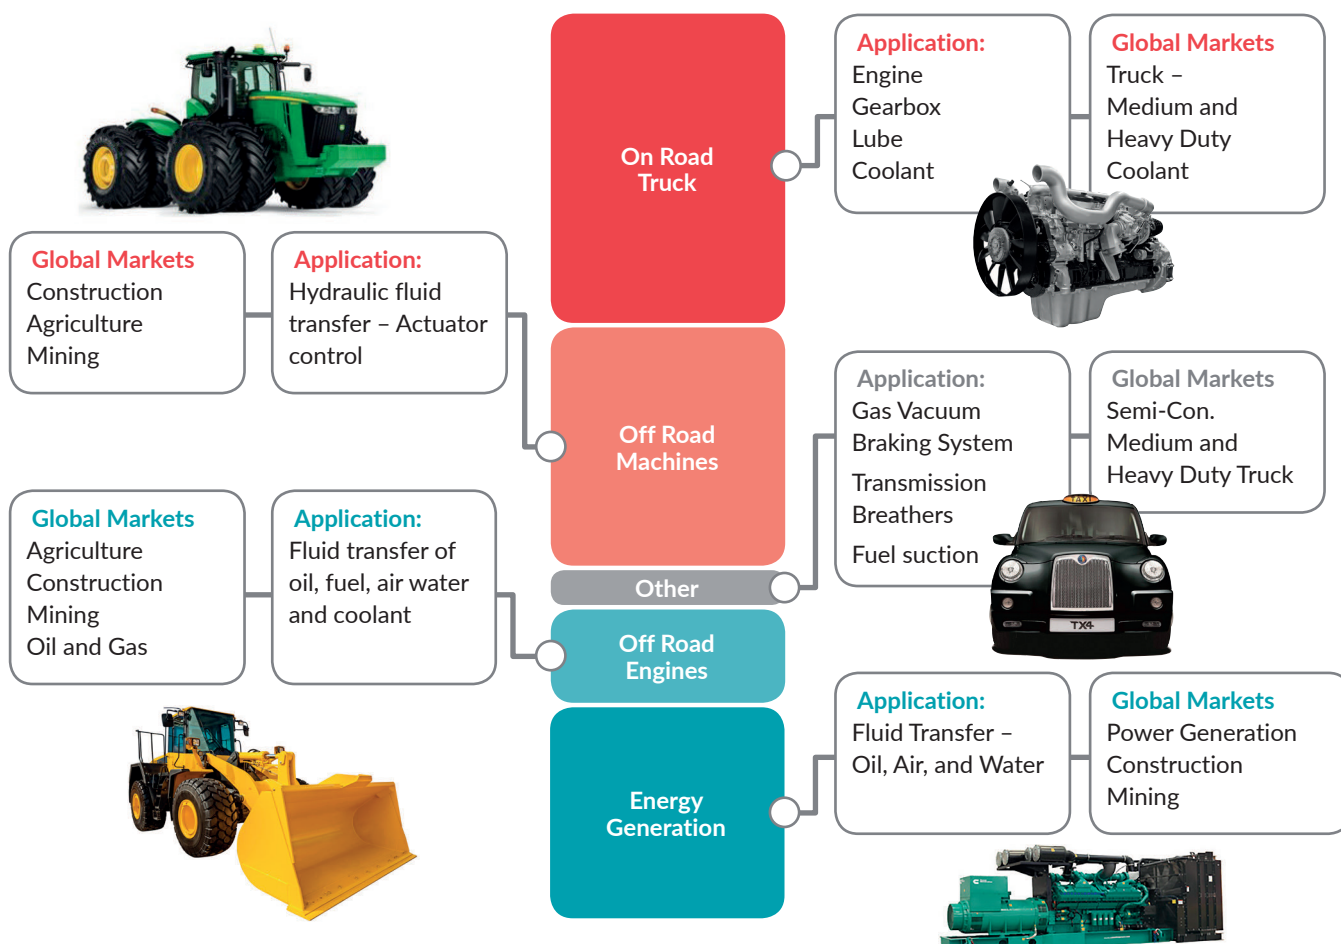 On Road
Truck
Application:
Engine
Gearbox
Lube
Coolant
Global Markets
Truck –
Medium and
Heavy Duty
Coolant
Global Markets
Construction
Agriculture
Mining
Application:
Hydraulic fluid
transfer – Actuator
control
Off Road
Machines
Application:
Gas Vacuum
Braking System
Transmission
Breathers
Fuel suction
Global Markets
Semi-Con.
Medium and
Heavy Duty Truck
TAXI
TX4
Other
Global Markets
Agriculture
Construction
Mining
Oil and Gas
Application:
Fluid transfer of
oil, fuel, air water
and coolant
Off Road
Engines
Energy
Generation
Application:
Fluid Transfer –
Oil, Air, and Water
Global Markets
Power Generation
Construction
Mining